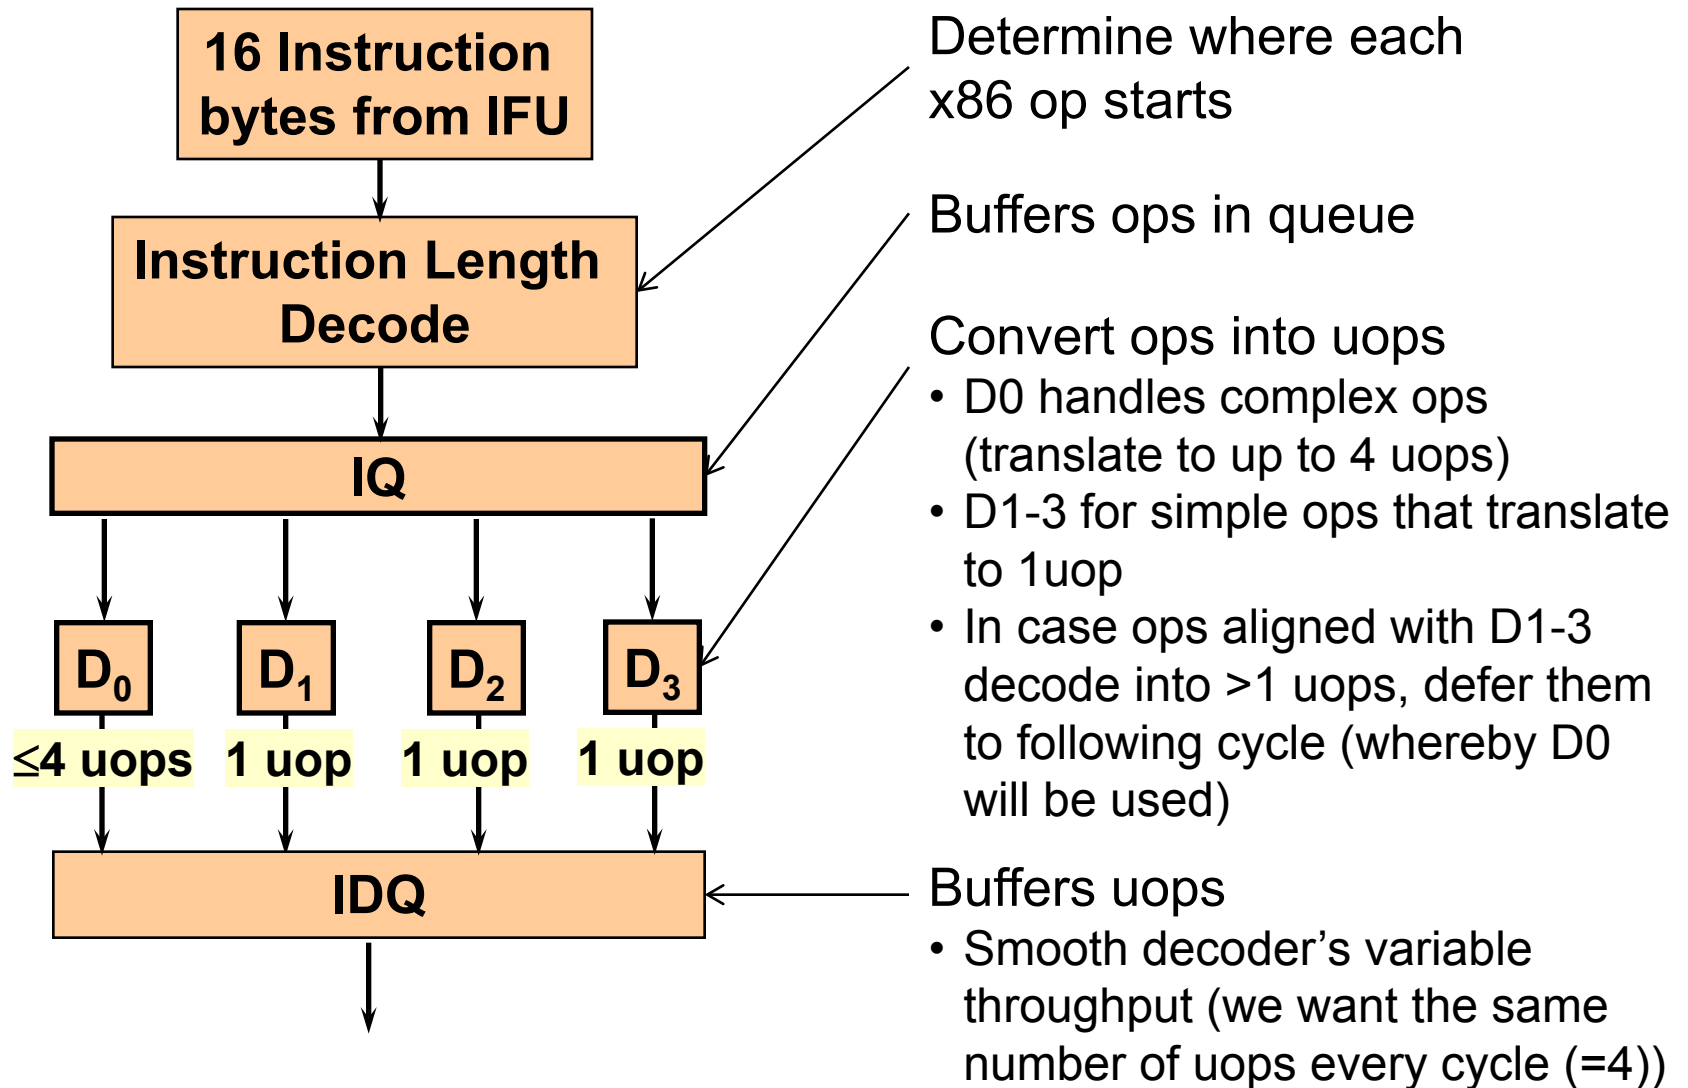 16 Instruction
bytes from IFU
Instruction Length
Decode
IQ
D₀ D₁ D₂ D₃
≤4 uops 1 uop 1 uop 1 uop
IDQ
Determine where each
x86 op starts
Buffers ops in queue
Convert ops into uops
• D0 handles complex ops
(translate to up to 4 uops)
• D1-3 for simple ops that translate
to 1uop
• In case ops aligned with D1-3
decode into >1 uops, defer them
to following cycle (whereby D0
will be used)
Buffers uops
• Smooth decoder’s variable
throughput (we want the same
number of uops every cycle (=4))